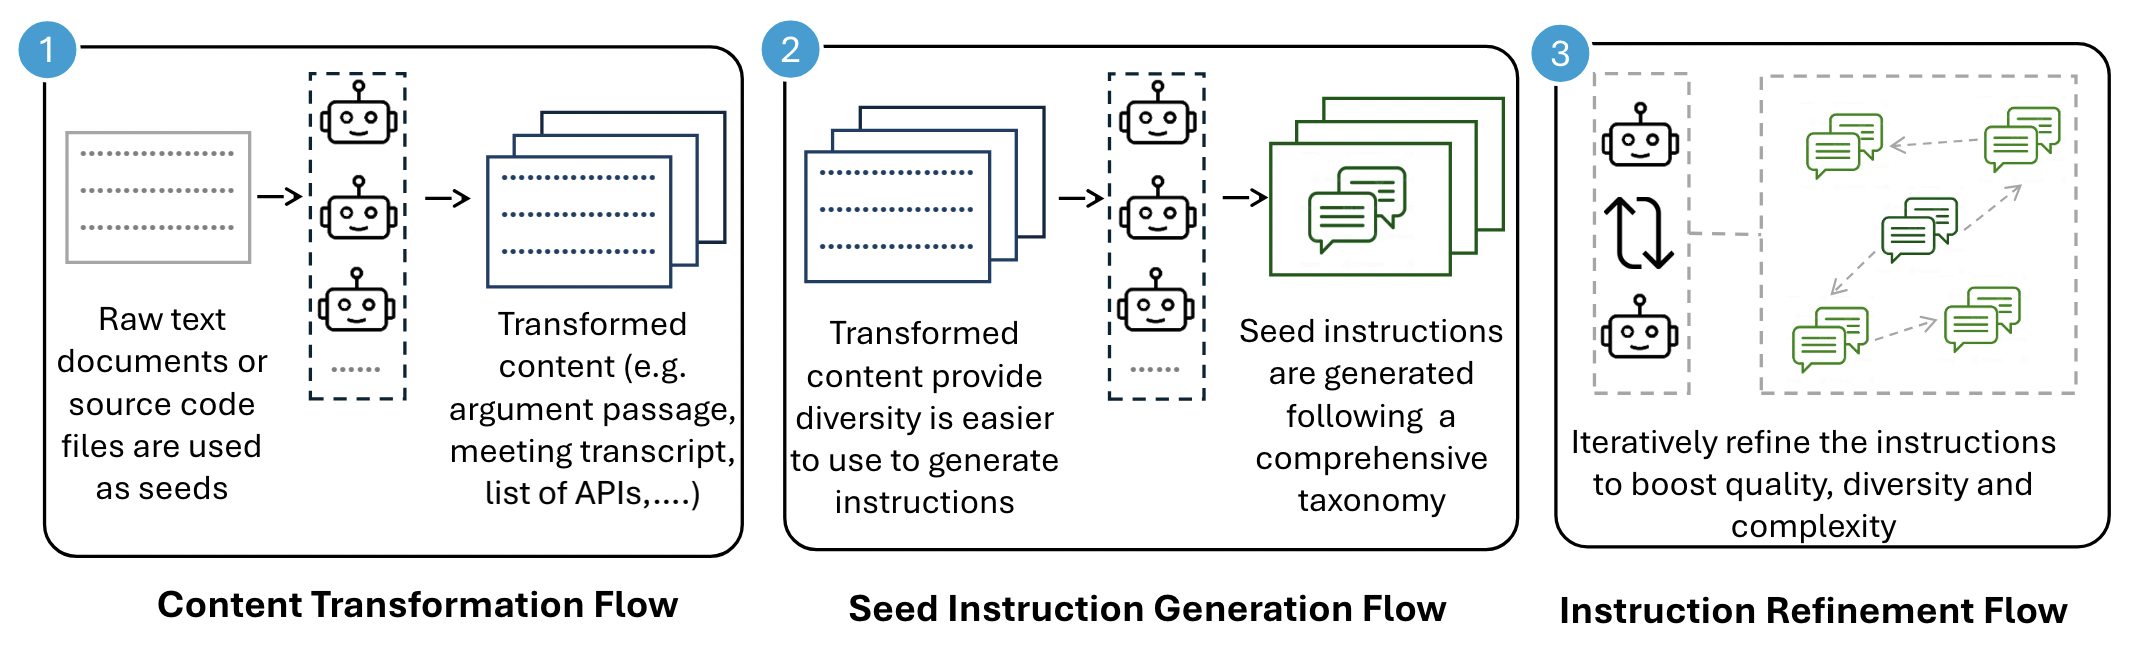 1
Raw text
documents or
source code
files are used
as seeds
Transformed
content (e.g.
argument passage,
meeting transcript,
list of APIs,....)
Content Transformation Flow
2
Transformed
content provide
diversity is easier
to use to generate
instructions
Seed instructions
are generated
following  a
comprehensive
taxonomy
Seed Instruction Generation Flow
3
Iteratively refine the instructions
to boost quality, diversity and
complexity
Instruction Refinement Flow